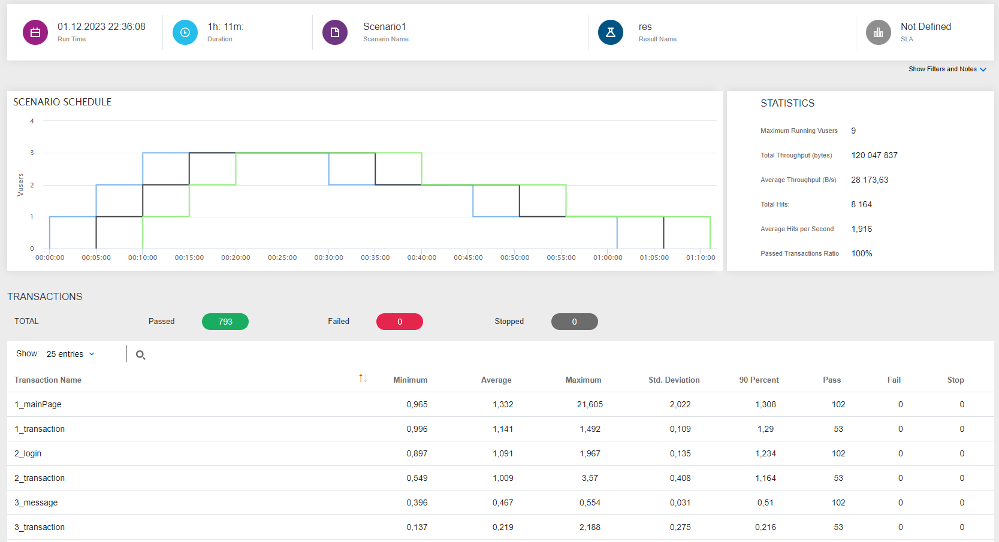 01.12.2023 22:36:08
Run Time
1h: 11m:
Duration
Scenario1
Scenario Name
res
Result Name
Not Defined
SLA
Show Filters and Notes
SCENARIO SCHEDULE
4
3
2
1
0
Vusers
00:00:00 00:05:00 00:10:00 00:15:00 00:20:00 00:25:00 00:30:00 00:35:00 00:40:00 00:45:00 00:50:00 00:55:00 01:00:00 01:05:00 01:10:00
STATISTICS
Maximum Running Vusers 9
Total Throughput (bytes) 120 047 837
Average Throughput (B/s) 28 173,63
Total Hits: 8 164
Average Hits per Second 1,916
Passed Transactions Ratio 100%
TRANSACTIONS
TOTAL Passed 793 Failed 0 Stopped 0
Show: 25 entries
Transaction Name Minimum Average Maximum Std. Deviation 90 Percent Pass Fail Stop
1_mainPage 0,965 1,332 21,605 2,022 1,308 102 0 0
1_transaction 0,996 1,141 1,492 0,109 1,29 53 0 0
2_login 0,897 1,091 1,967 0,135 1,234 102 0 0
2_transaction 0,549 1,009 3,57 0,408 1,164 53 0 0
3_message 0,396 0,467 0,554 0,031 0,51 102 0 0
3_transaction 0,137 0,219 2,188 0,275 0,216 53 0 0